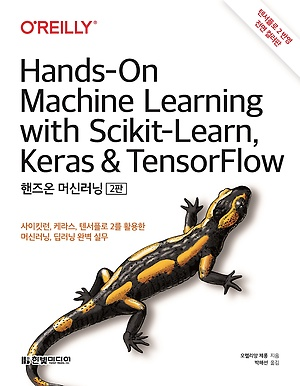 O'REILLY®
텐서플로 2 반영
전면 컬러판
Hands-On
Machine Learning
with Scikit-Learn,
Keras & TensorFlow
핸즈온 머신러닝 2판
사이킷런, 케라스, 텐서플로 2를 활용한
머신러닝, 딥러닝 완벽 실무
한빛미디어
오렐리앙 제롱 지음
박해선 옮김